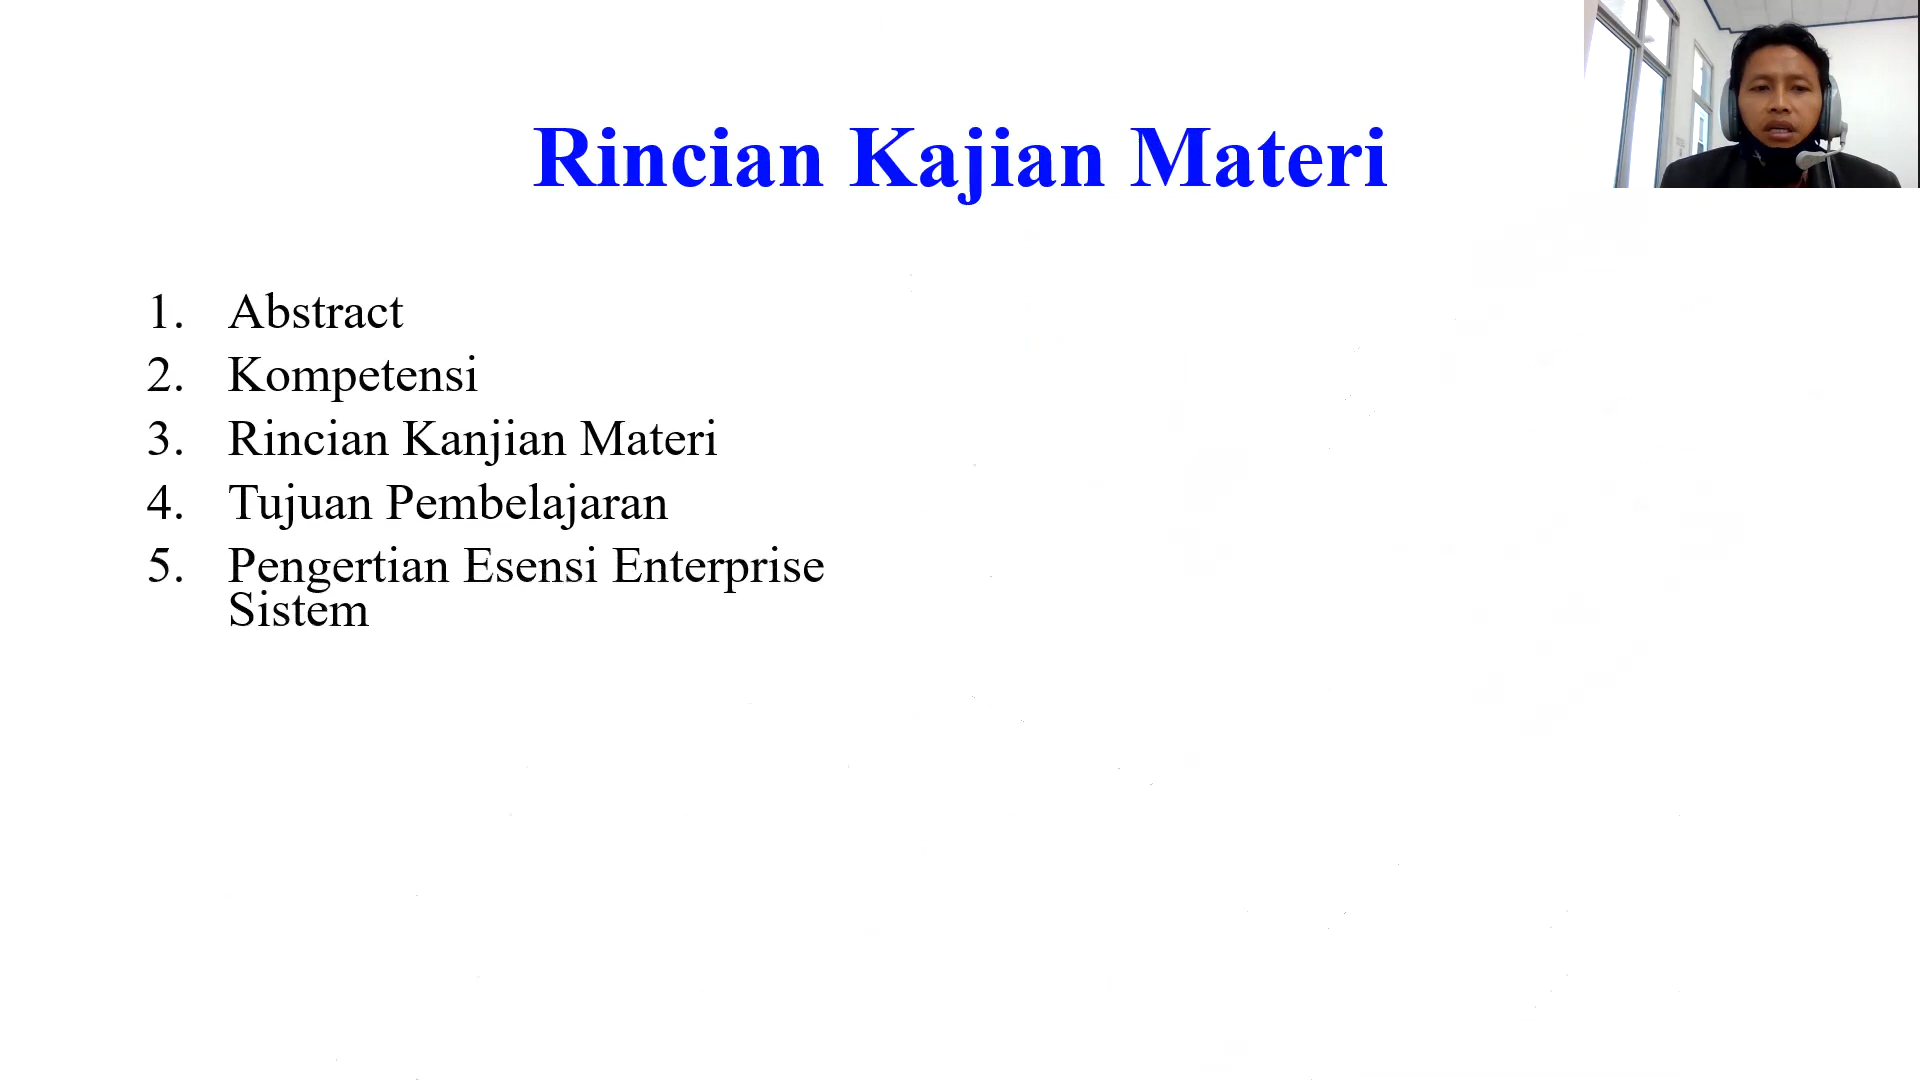 Rincian Kajian Materi
1. Abstract
2. Kompetensi
3. Rincian Kanjian Materi
4. Tujuan Pembelajaran
5. Pengertian Esensi Enterprise
Sistem